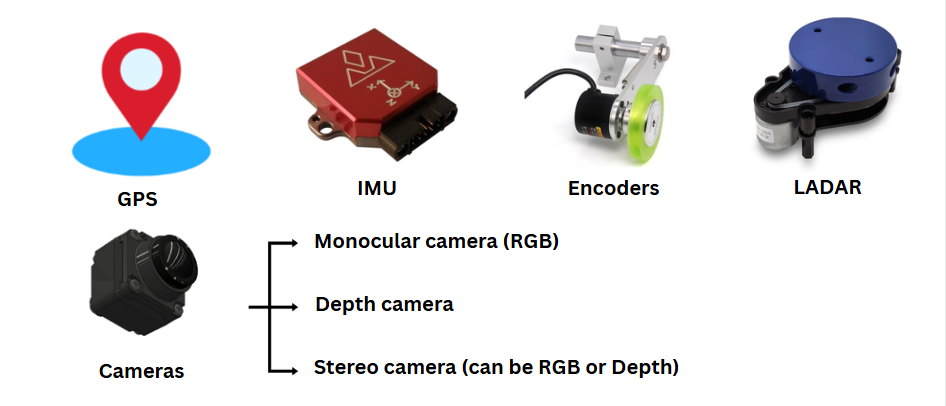 GPS
IMU
Encoders
LADAR
Monocular camera (RGB)
Depth camera
Stereo camera (can be RGB or Depth)
Cameras